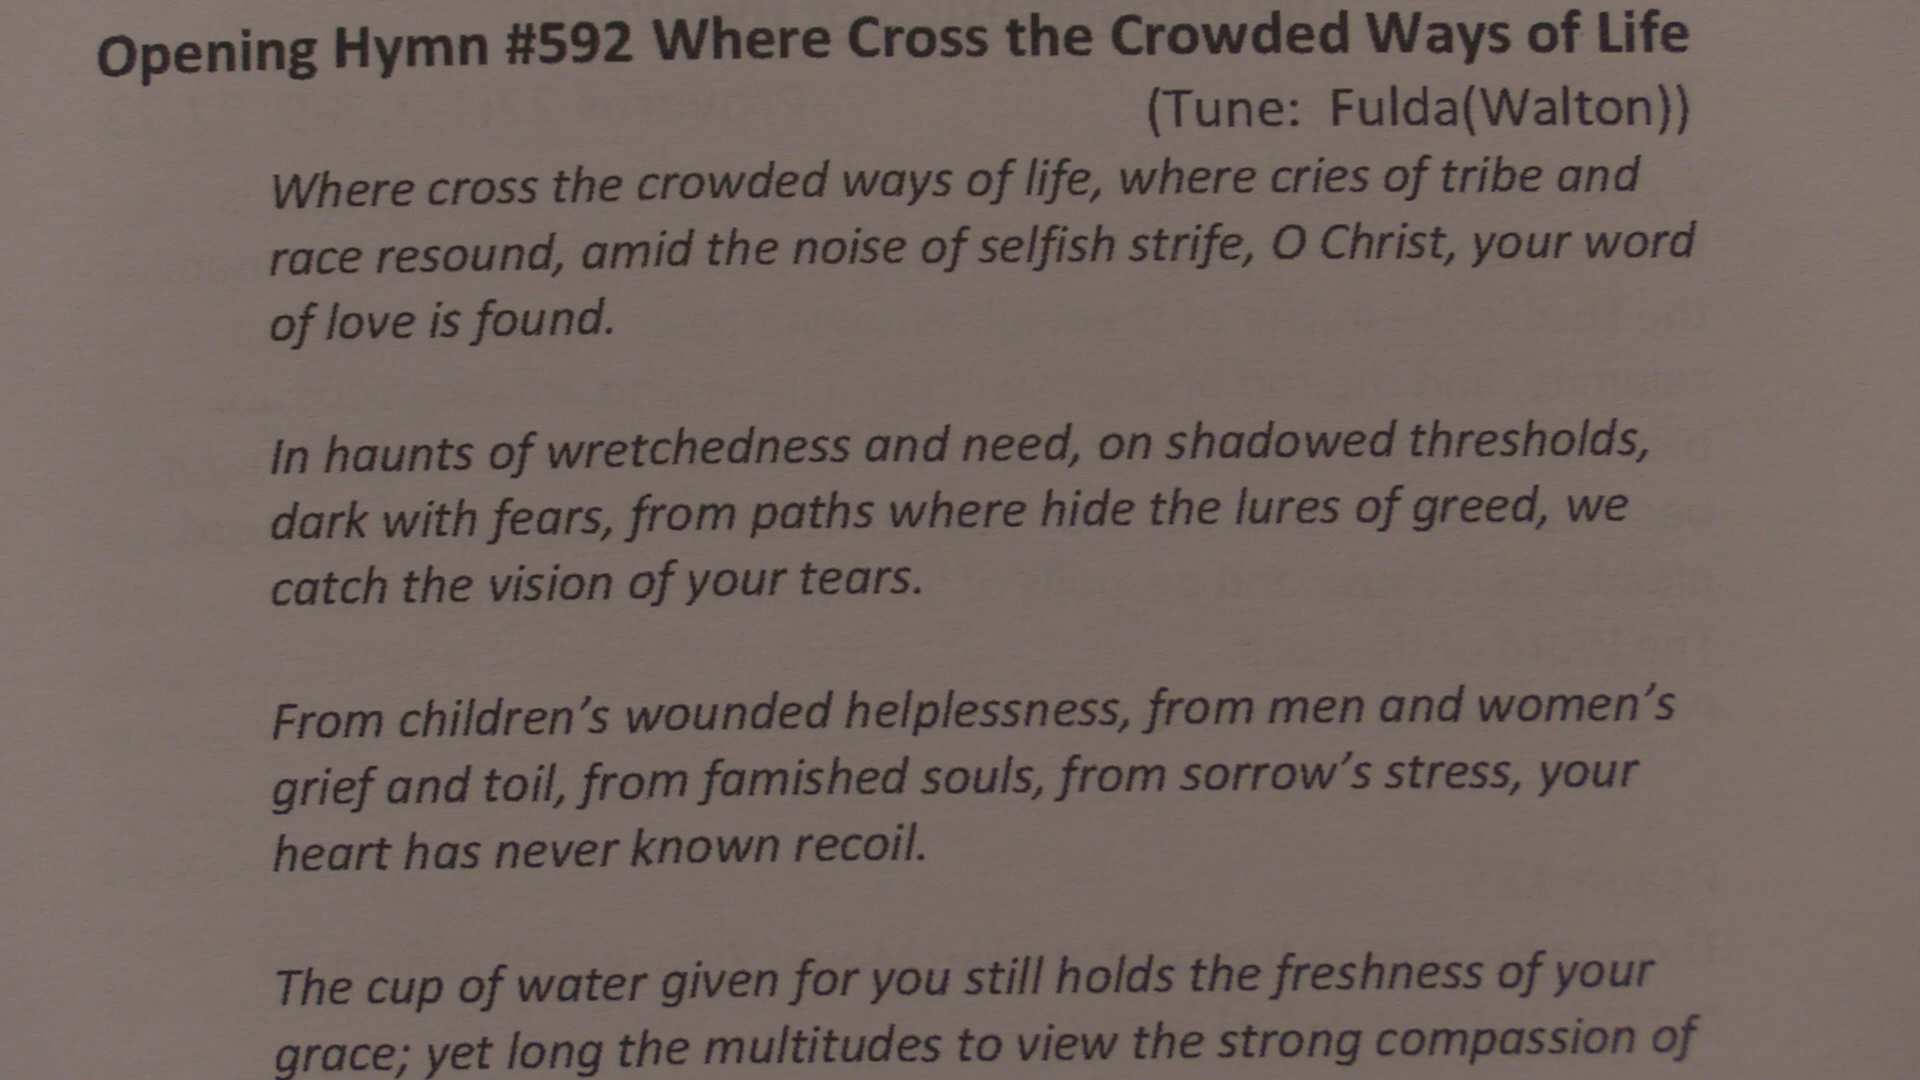 Opening Hymn #592 Where Cross the Crowded Ways of Life
(Tune: Fulda(Walton))
Where cross the crowded ways of life, where cries of tribe and
race resound, amid the noise of selfish strife, O Christ, your word
of love is found.
In haunts of wretchedness and need, on shadowed thresholds,
dark with fears, from paths where hide the lures of greed, we
catch the vision of your tears.
From children's wounded helplessness, from men and women's
grief and toil, from famished souls, from sorrow's stress, your
heart has never known recoil.
The cup of water given for you still holds the freshness of your
grace; yet long the multitudes to view the strong compassion of